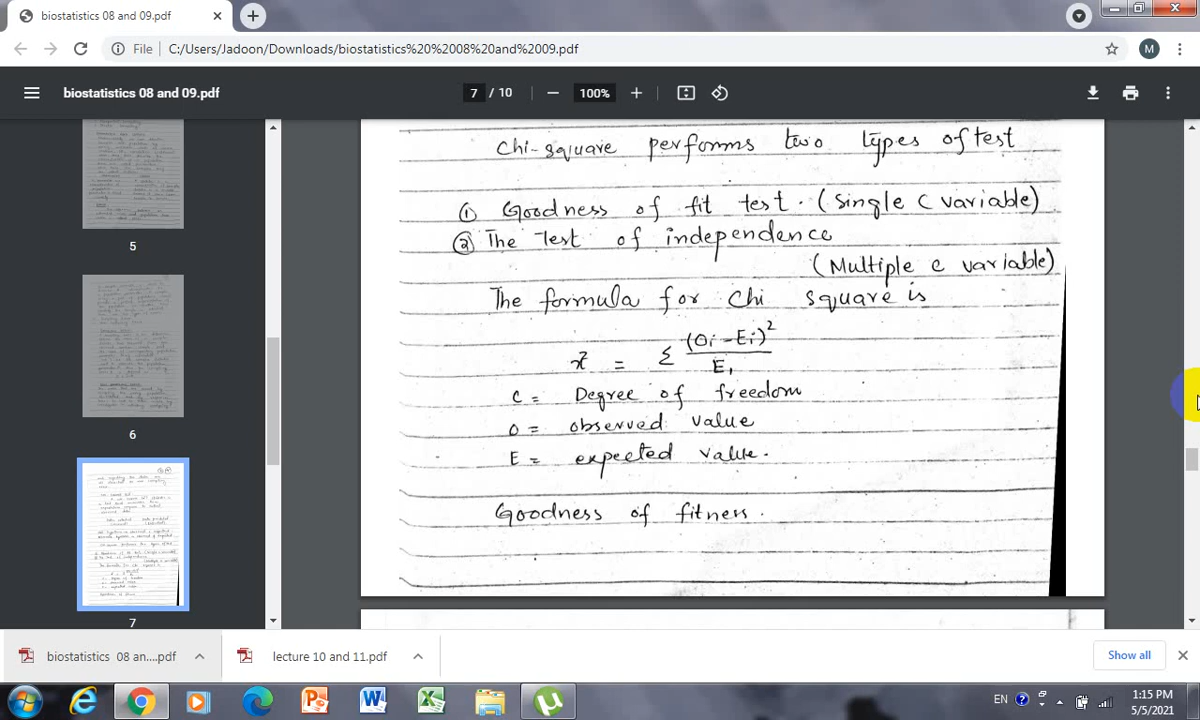 biostatistics 08 and 09.pdf
File
C:/Users/Jadoon/Downloads/biostatistics%20%2008%20and%2009.pdf
M
biostatistics 08 and 09.pdf
7 / 10
100%
5
6
7
Chi-square performs two types of test
① Goodness of fit test. (Single C variable)
② The Test of independence
(Multiple c variable)
The formula for Chi square is
x² = Σ (Oi - Ei)² / Ei
C = Degree of freedom
O = observed value
E = expected value.
Goodness of fitness.
biostatistics 08 an....pdf
lecture 10 and 11.pdf
Show all
EN
1:15 PM
5/5/2021